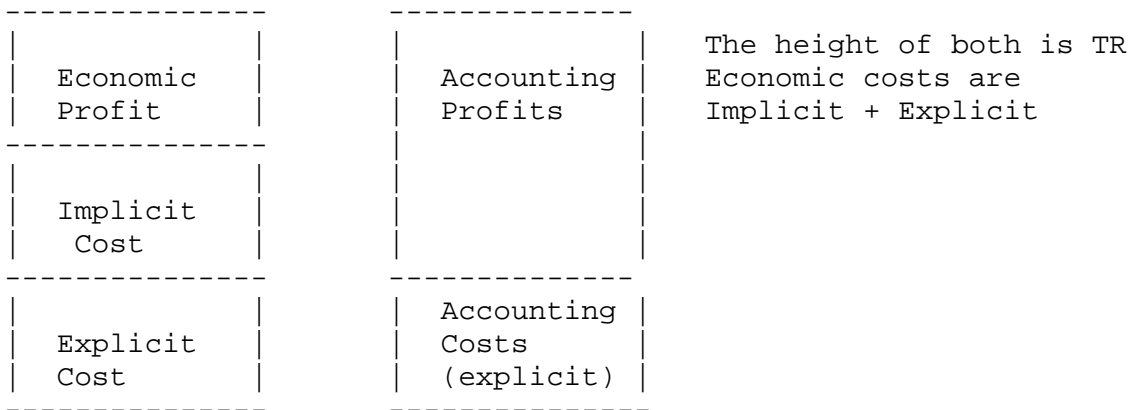 Economic
Profit
Implicit
Cost
Explicit
Cost
Accounting
Profits
Accounting
Costs
(explicit)
The height of both is TR
Economic costs are
Implicit + Explicit